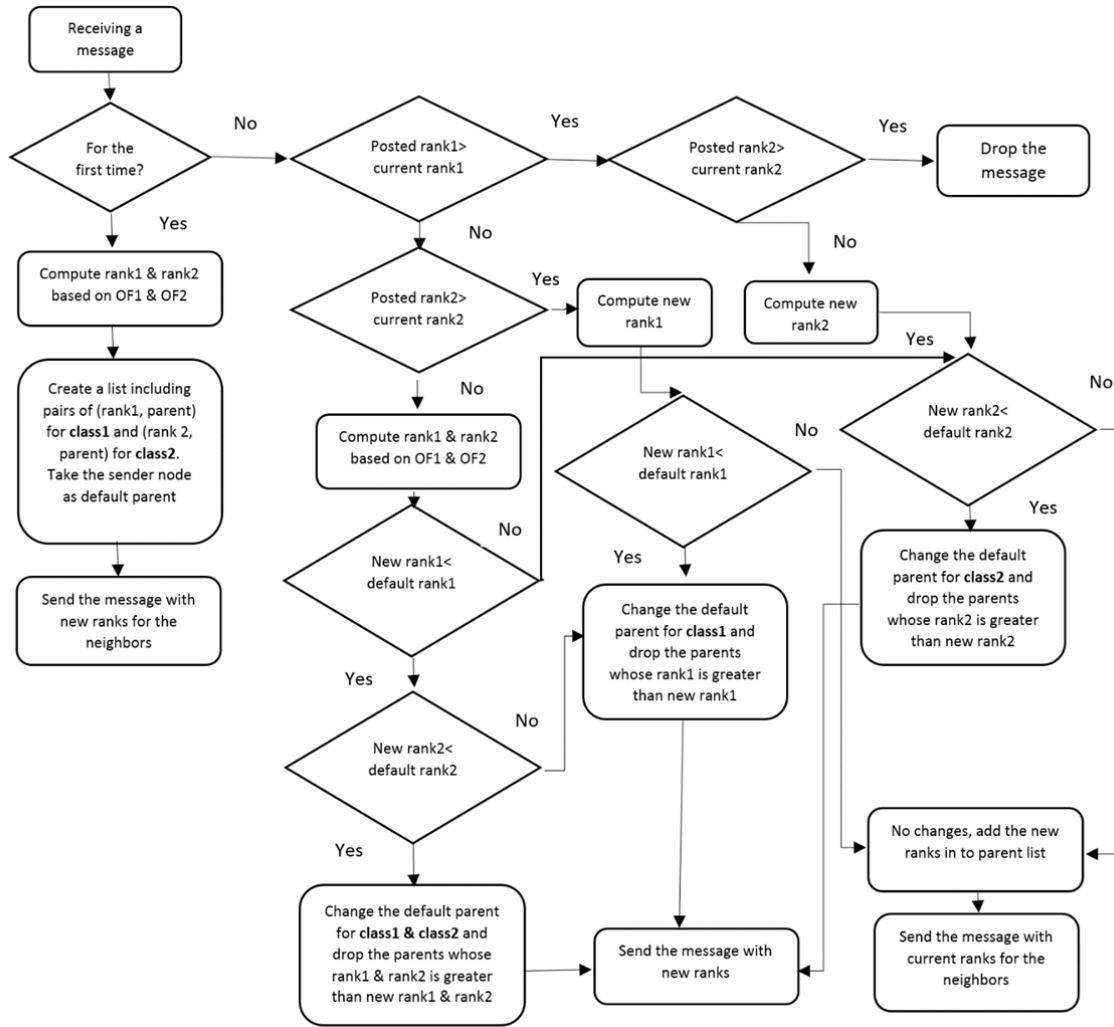 Receiving a
message
For the
first time?
No
Posted rank1>
current rank1
Yes
Posted rank2>
current rank2
Yes
Drop the
message
Yes
No
No
Compute rank1 & rank2
based on OF1 & OF2
Posted rank2>
current rank2
Yes
Compute new
rank1
Compute new
rank2
Yes
Create a list including
pairs of (rank1, parent)
for class1 and (rank 2,
parent) for class2.
Take the sender node
as default parent
No
Compute rank1 & rank2
based on OF1 & OF2
New rank1<
default rank1
No
New rank2<
default rank2
No
Send the message with
new ranks for the
neighbors
New rank1<
default rank1
No
Yes
Change the default
parent for class1 and
drop the parents
whose rank1 is greater
than new rank1
Yes
Change the default
parent for class2 and
drop the parents
whose rank2 is greater
than new rank2
Yes
New rank2<
default rank2
No
Yes
No changes, add the new
ranks in to parent list
Change the default parent
for class1 & class2 and
drop the parents whose
rank1 & rank2 is greater
than new rank1 & rank2
Send the message with
new ranks
Send the message with
current ranks for the
neighbors